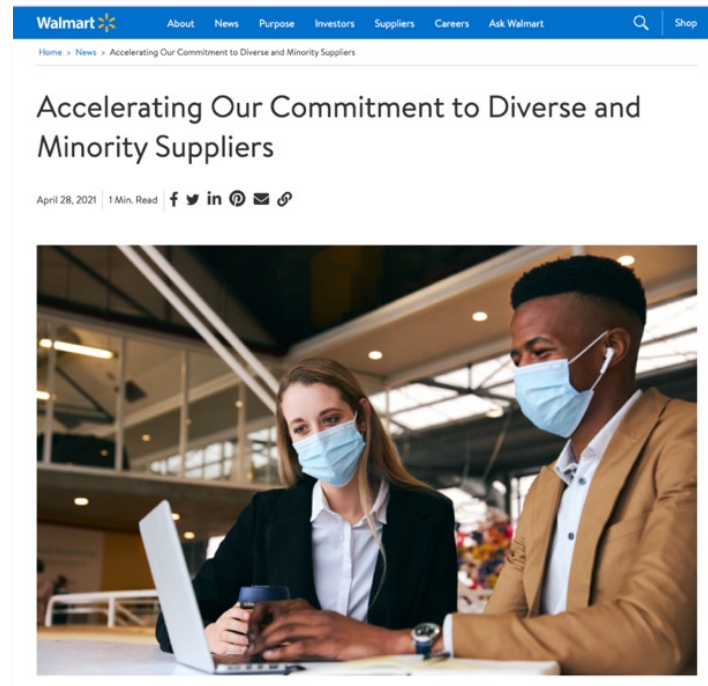 Walmart About News Purpose Investors Suppliers Careers Ask Walmart Shop
Home > News > Accelerating Our Commitment to Diverse and Minority Suppliers
Accelerating Our Commitment to Diverse and
Minority Suppliers
April 28, 2021 1 Min. Read